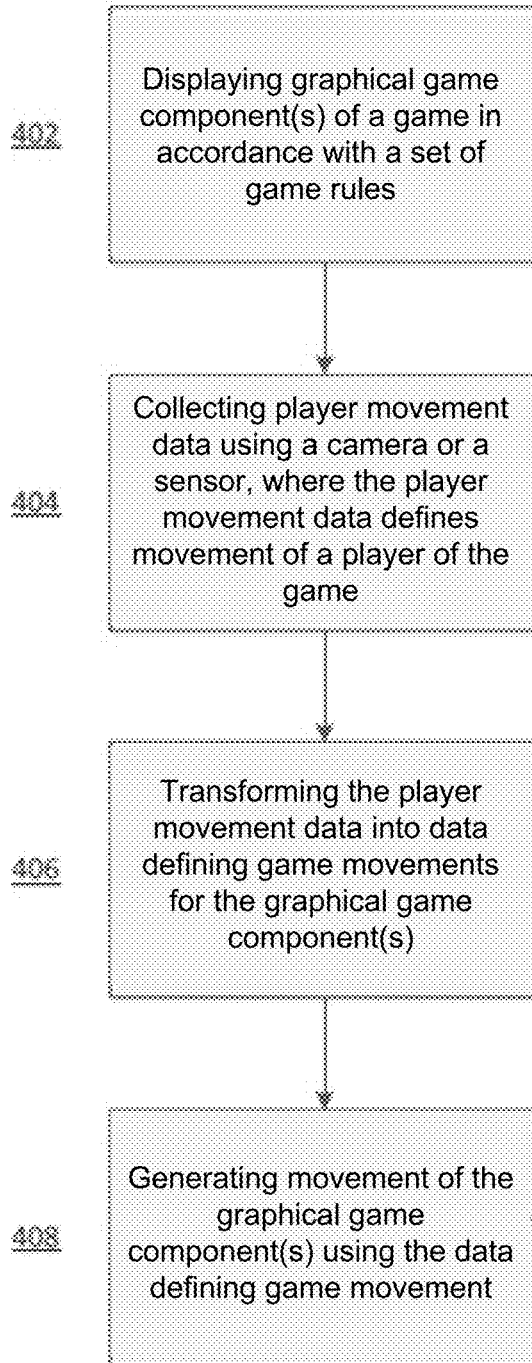 402
Displaying graphical game
component(s) of a game in
accordance with a set of
game rules
404
Collecting player movement
data using a camera or a
sensor, where the player
movement data defines
movement of a player of the
game
406
Transforming the player
movement data into data
defining game movements
for the graphical game
component(s)
408
Generating movement of the
graphical game
component(s) using the data
defining game movement